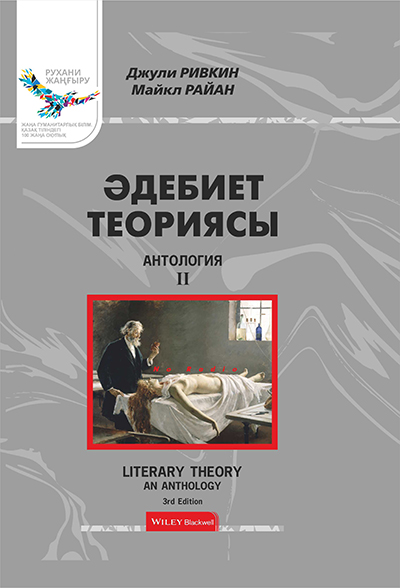 РУХАНИ
ЖАҢҒЫРУ
ЖАҢА ГУМАНИТАРЛЫҚ БІЛІМ.
ҚАЗАҚ ТІЛІНДЕГІ
100 ЖАҢА ОҚУЛЫҚ
Джули РИВКИН
Майкл РАЙАН
ӘДЕБИЕТ
ТЕОРИЯСЫ
АНТОЛОГИЯ
II
LITERARY THEORY
AN ANTHOLOGY
3rd Edition
WILEY Blackwell